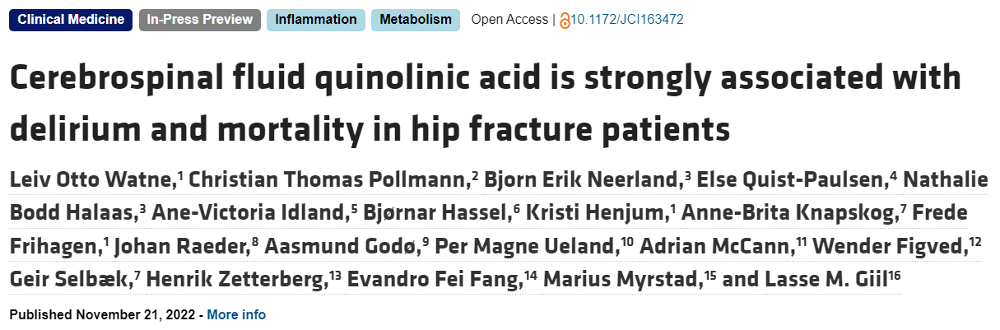 Clinical Medicine In-Press Preview Inflammation Metabolism Open Access | 10.1172/JCI163472
Cerebrospinal fluid quinolinic acid is strongly associated with
delirium and mortality in hip fracture patients
Leiv Otto Watne,¹ Christian Thomas Pollmann,² Bjorn Erik Neerland,³ Else Quist-Paulsen,⁴ Nathalie
Bodd Halaas,³ Ane-Victoria Idland,⁵ Bjørnar Hassel,⁶ Kristi Henjum,¹ Anne-Brita Knapskog,⁷ Frede
Frihagen,¹ Johan Raeder,⁸ Aasmund Godø,⁹ Per Magne Ueland,¹⁰ Adrian McCann,¹¹ Wender Figved,¹²
Geir Selbæk,⁷ Henrik Zetterberg,¹³ Evandro Fei Fang,¹⁴ Marius Myrstad,¹⁵ and Lasse M. Giil¹⁶
Published November 21, 2022 - More info